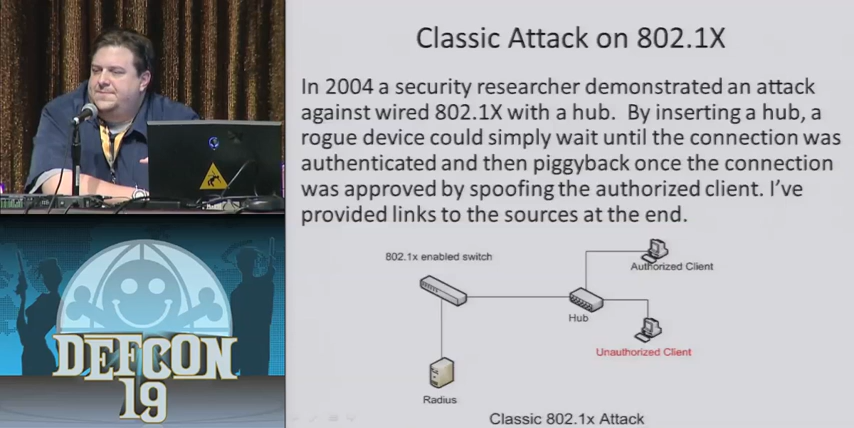 Classic Attack on 802.1X
In 2004 a security researcher demonstrated an attack
against wired 802.1X with a hub.  By inserting a hub, a
rogue device could simply wait until the connection was
authenticated and then piggyback once the connection
was approved by spoofing the authorized client. I've
provided links to the sources at the end.
802.1x enabled switch
Authorized Client
Hub
Unauthorized Client
Radius
Classic 802.1x Attack
DEFCON
19